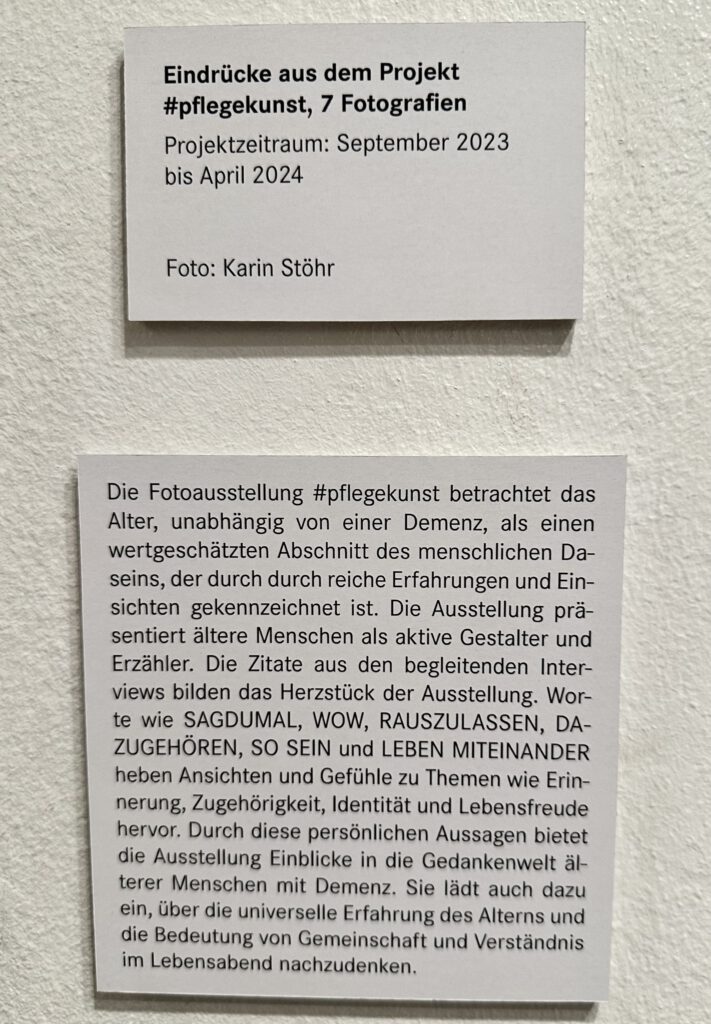 Eindrücke aus dem Projekt
#pflegekunst, 7 Fotografien
Projektzeitraum: September 2023
bis April 2024
Foto: Karin Stöhr
Die Fotoausstellung #pflegekunst betrachtet das
Alter, unabhängig von einer Demenz, als einen
wertgeschätzten Abschnitt des menschlichen Da-
seins, der durch durch reiche Erfahrungen und Ein-
sichten gekennzeichnet ist. Die Ausstellung prä-
sentiert ältere Menschen als aktive Gestalter und
Erzähler. Die Zitate aus den begleitenden Inter-
views bilden das Herzstück der Ausstellung. Wor-
te wie SAGDUMAL, WOW, RAUSZULASSEN, DA-
ZUGEHÖREN, SO SEIN und LEBEN MITEINANDER
heben Ansichten und Gefühle zu Themen wie Erin-
nerung, Zugehörigkeit, Identität und Lebensfreude
hervor. Durch diese persönlichen Aussagen bietet
die Ausstellung Einblicke in die Gedankenwelt äl-
terer Menschen mit Demenz. Sie lädt auch dazu
ein, über die universelle Erfahrung des Alterns und
die Bedeutung von Gemeinschaft und Verständnis
im Lebensabend nachzudenken.